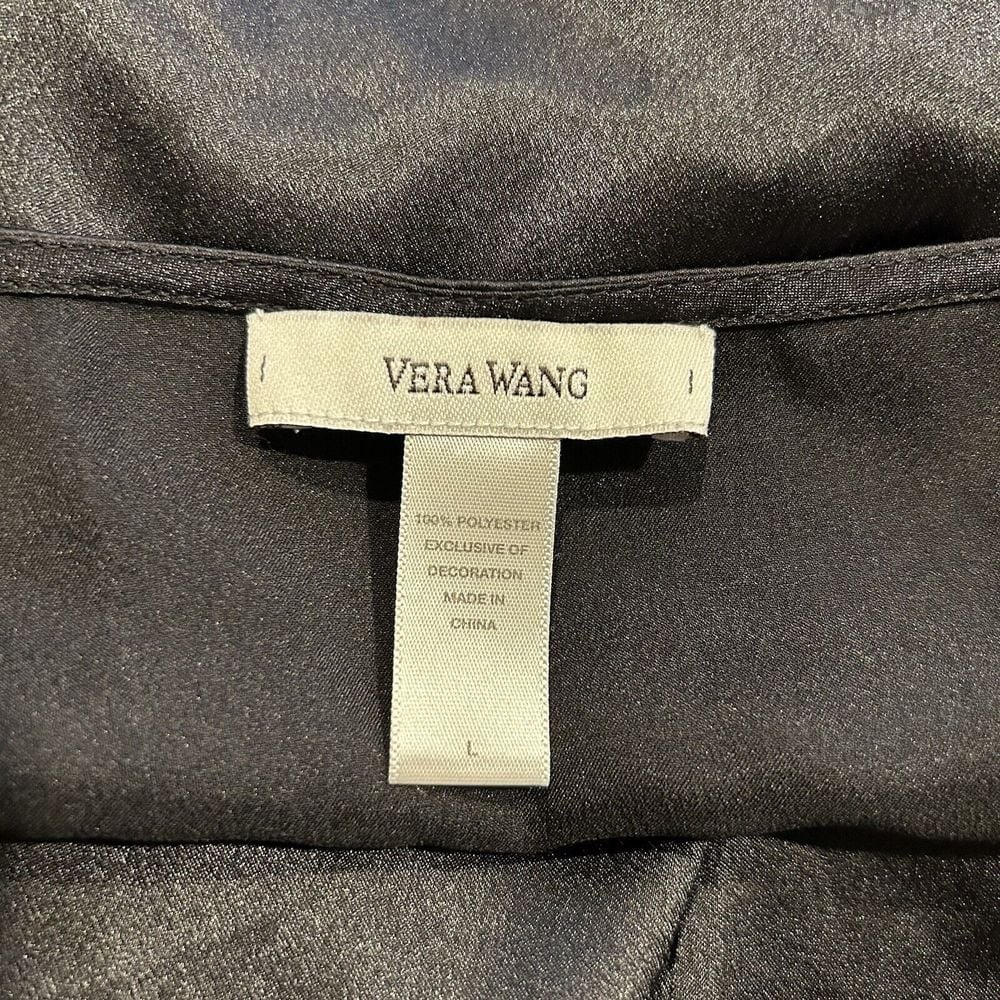 VERA WANG
100% POLYESTER
EXCLUSIVE OF
DECORATION
MADE IN
CHINA
L